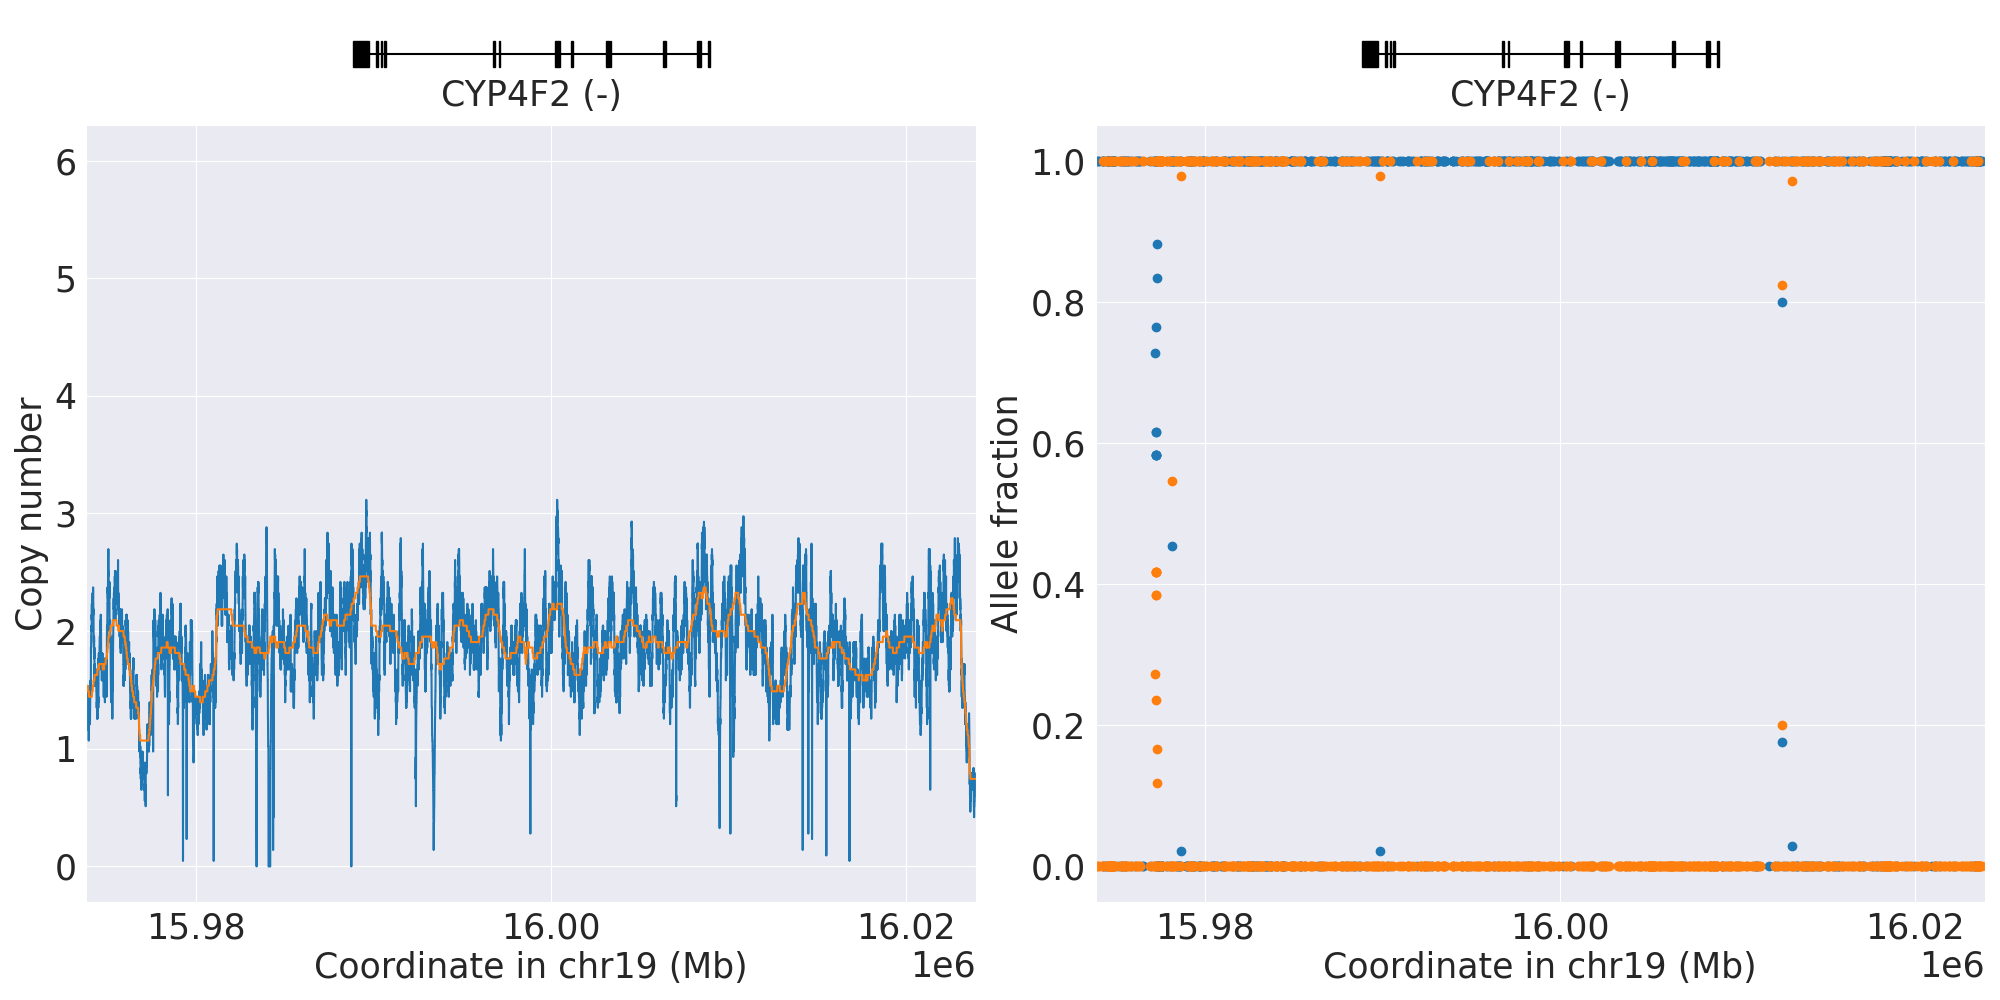 CYP4F2 (-)
6
5
4
3
2
1
0
Copy number
15.98
16.00
16.02
Coordinate in chr19 (Mb)
1e6
CYP4F2 (-)
1.0
0.8
0.6
0.4
0.2
0.0
Allele fraction
15.98
16.00
16.02
Coordinate in chr19 (Mb)
1e6